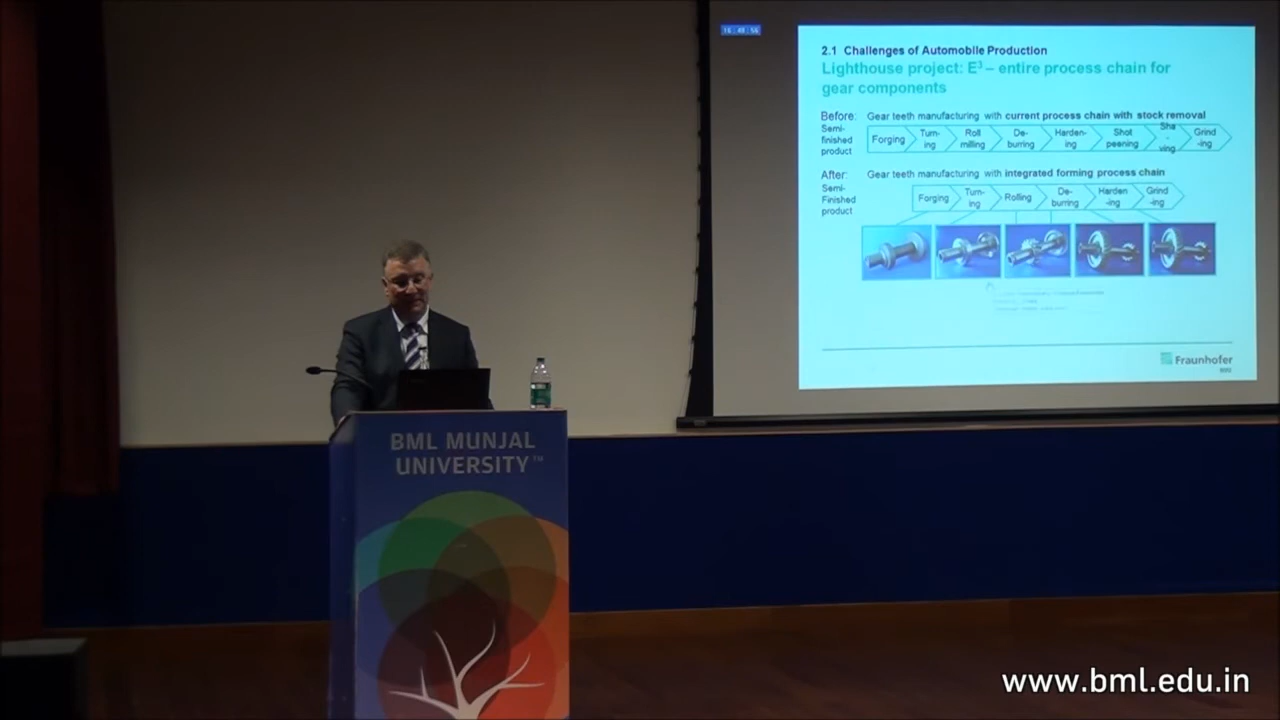 16:49:56
2.1 Challenges of Automobile Production
Lighthouse project: E³ – entire process chain for
gear components
Before: Gear teeth manufacturing with current process chain with stock removal
Semi-
finished
product
Forging
Turn-
ing
Roll
milling
De-
burring
Harden-
ing
Shot
peening
Sha
-
ving
Grind
-ing
After: Gear teeth manufacturing with integrated forming process chain
Semi-
Finished
product
Forging
Turn-
ing
Rolling
De-
burring
Harden
-ing
Grind
-ing
Fraunhofer
BML MUNJAL
UNIVERSITY™
www.bml.edu.in